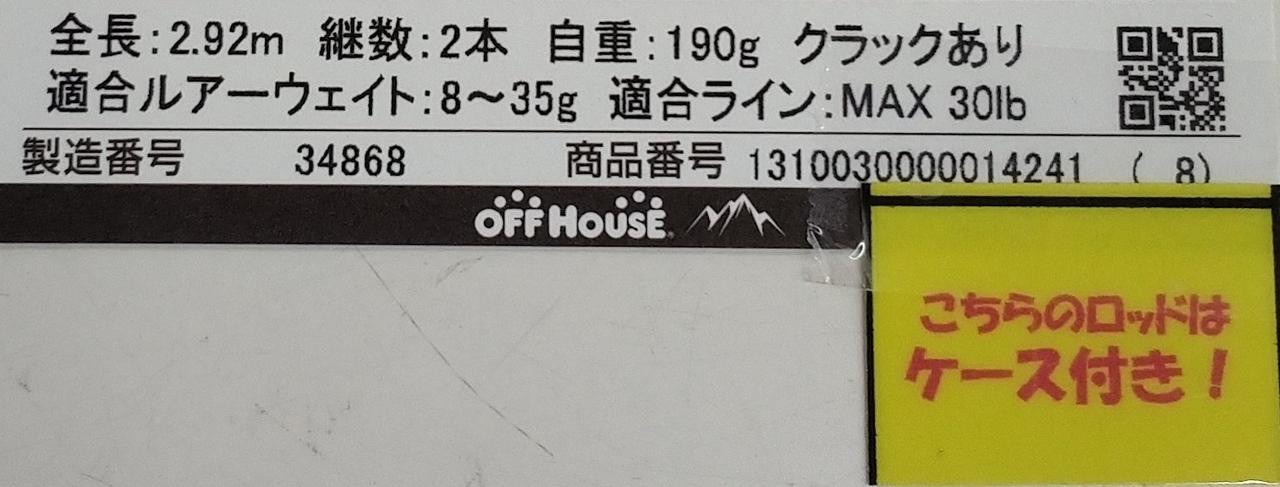 全長:2.92m 継数:2本 自重:190g クラックあり
適合ルアーウェイト:8～35g 適合ライン:MAX 30lb
製造番号 34868 商品番号 1310030000014241 ( 8)
OFF HOUSE
こちらのロッドは
ケース付き!